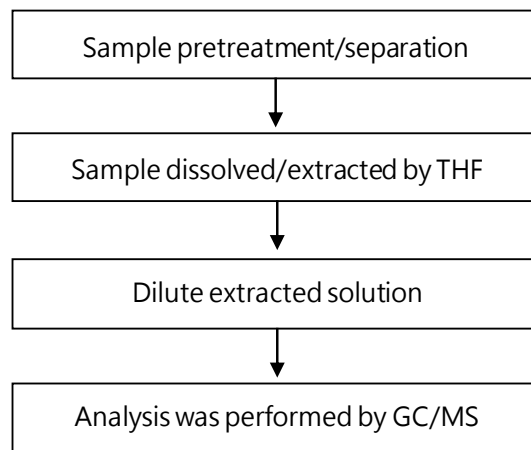 Sample pretreatment/separation
Sample dissolved/extracted by THF
Dilute extracted solution
Analysis was performed by GC/MS